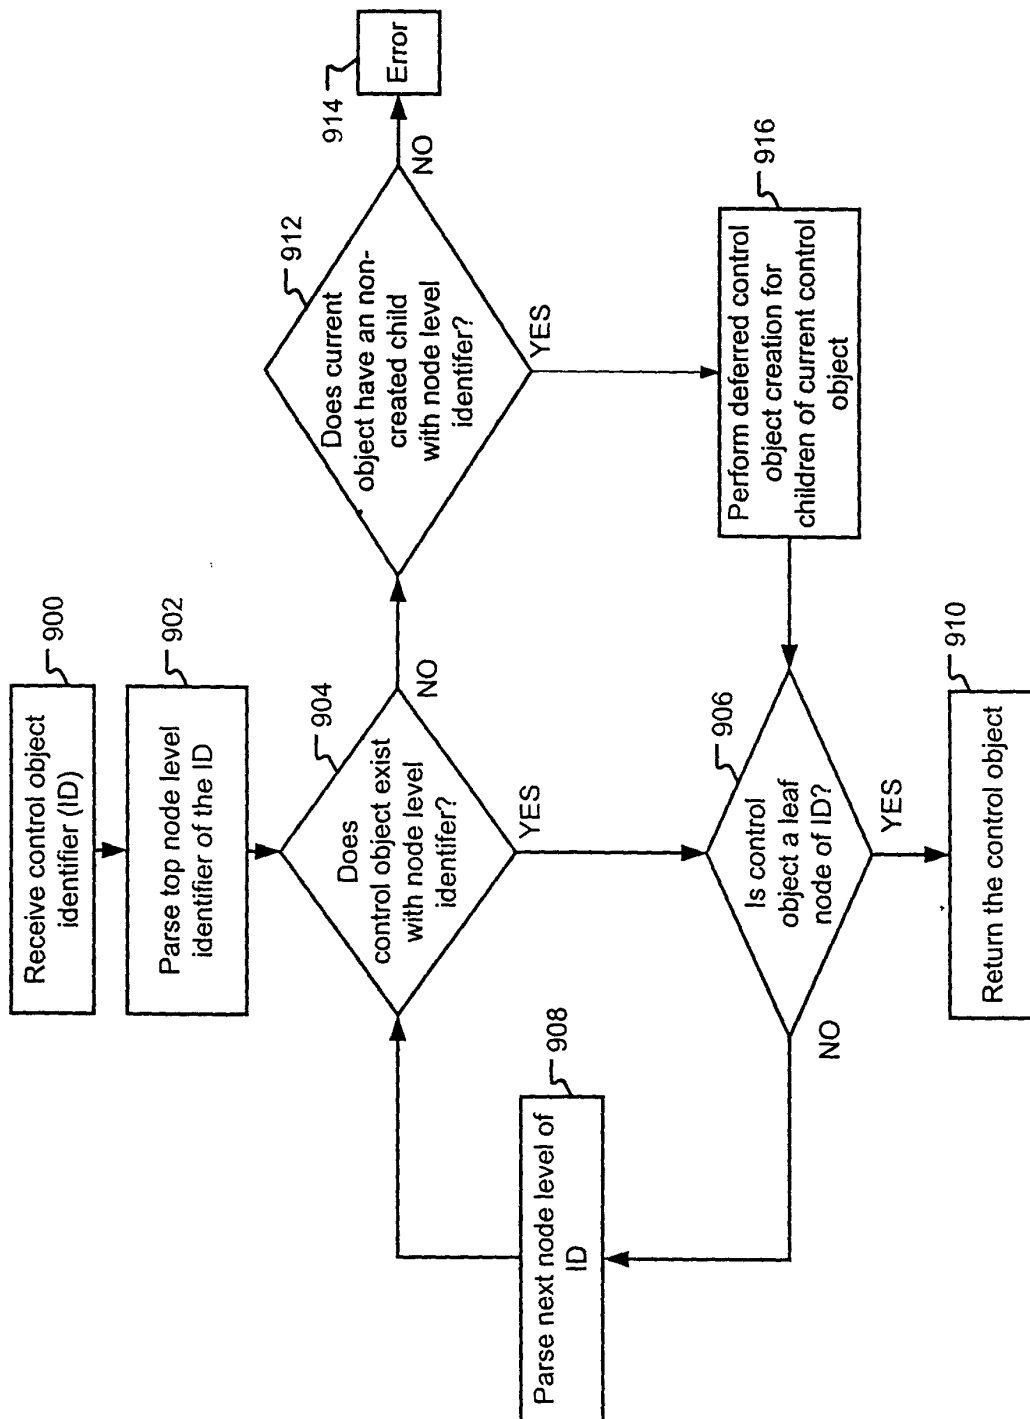 Receive control object
identifier (ID)
900
Parse top node level
identifier of the ID
902
Does
control object exist
with node level
identifier?
904
NO
YES
Does current
object have an non-
created child
with node level
identifer?
912
NO
YES
Error
914
Perform deferred control
object creation for
children of current control
object
916
Is control
object a leaf
node of ID?
906
NO
YES
Parse next node level of
ID
908
Return the control object
910